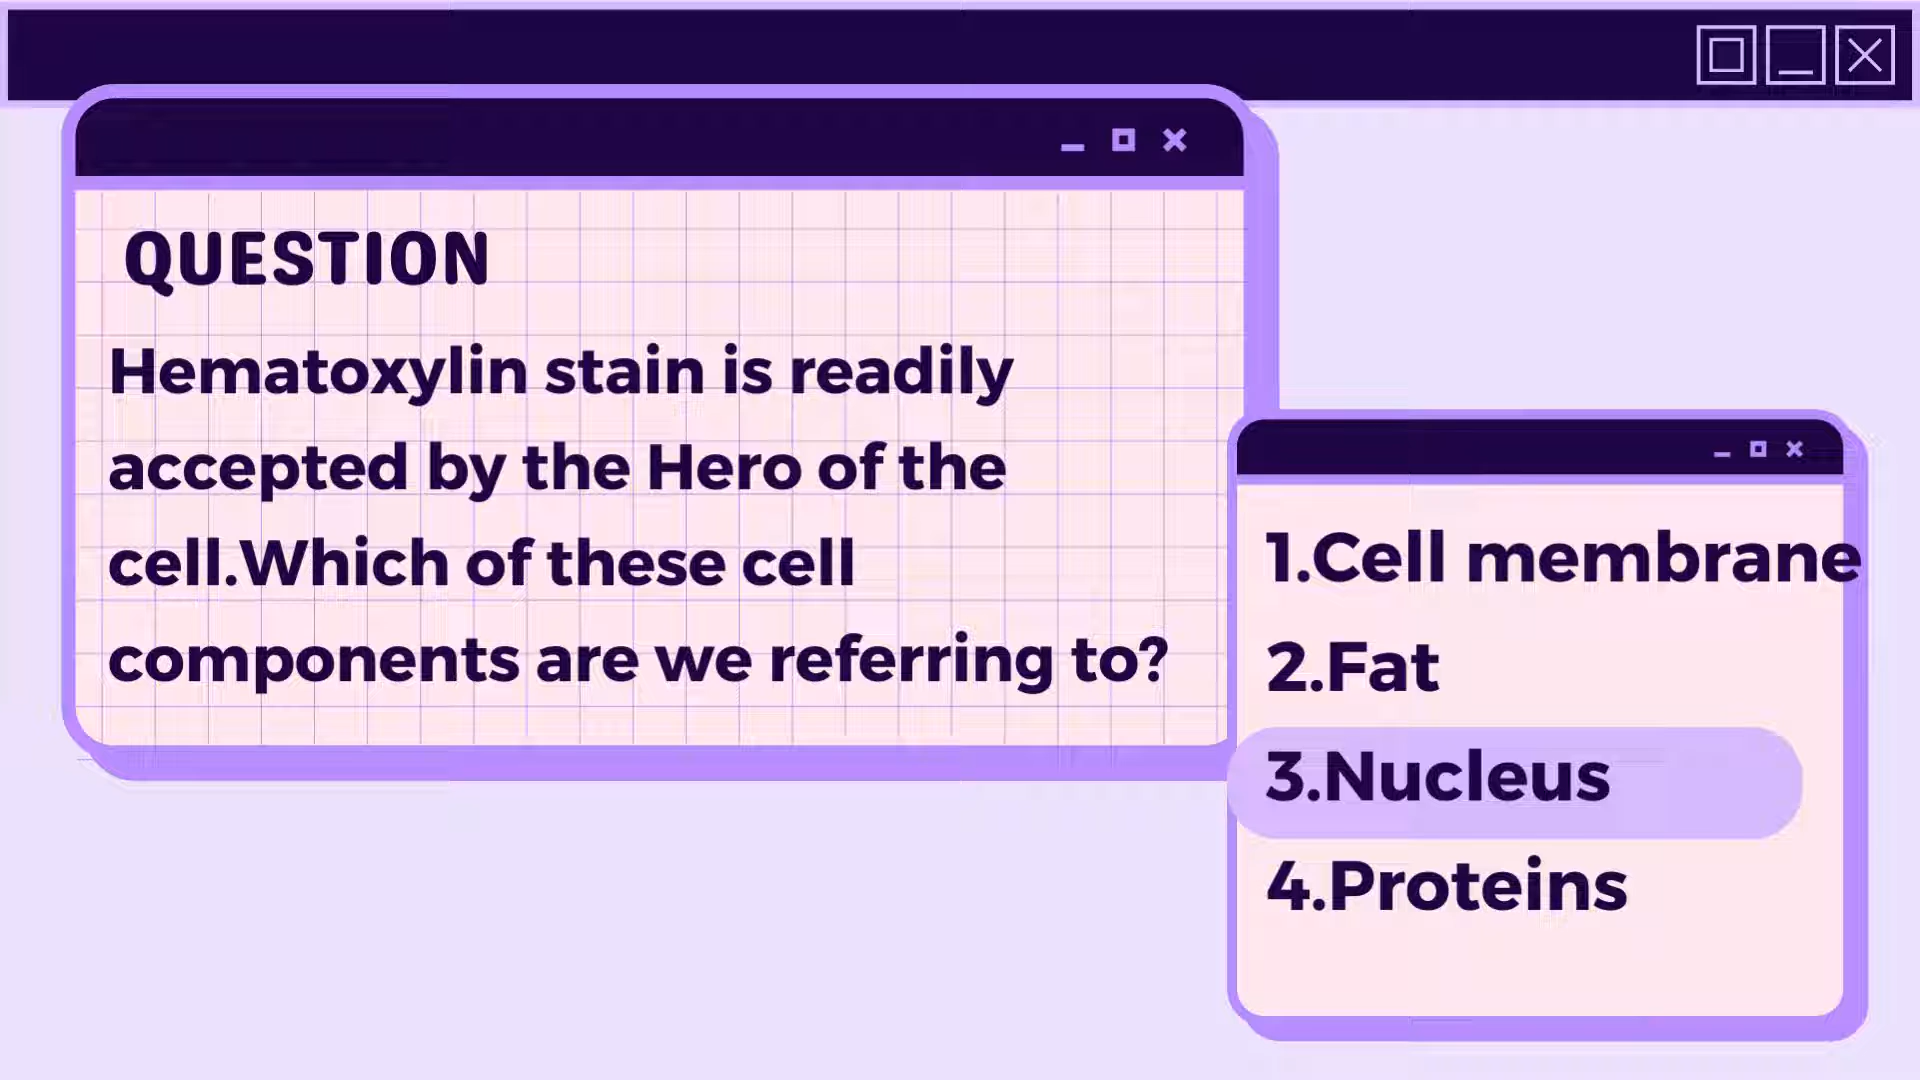 QUESTION
Hematoxylin stain is readily
accepted by the Hero of the
cell.Which of these cell
components are we referring to?
1.Cell membrane
2.Fat
3.Nucleus
4.Proteins